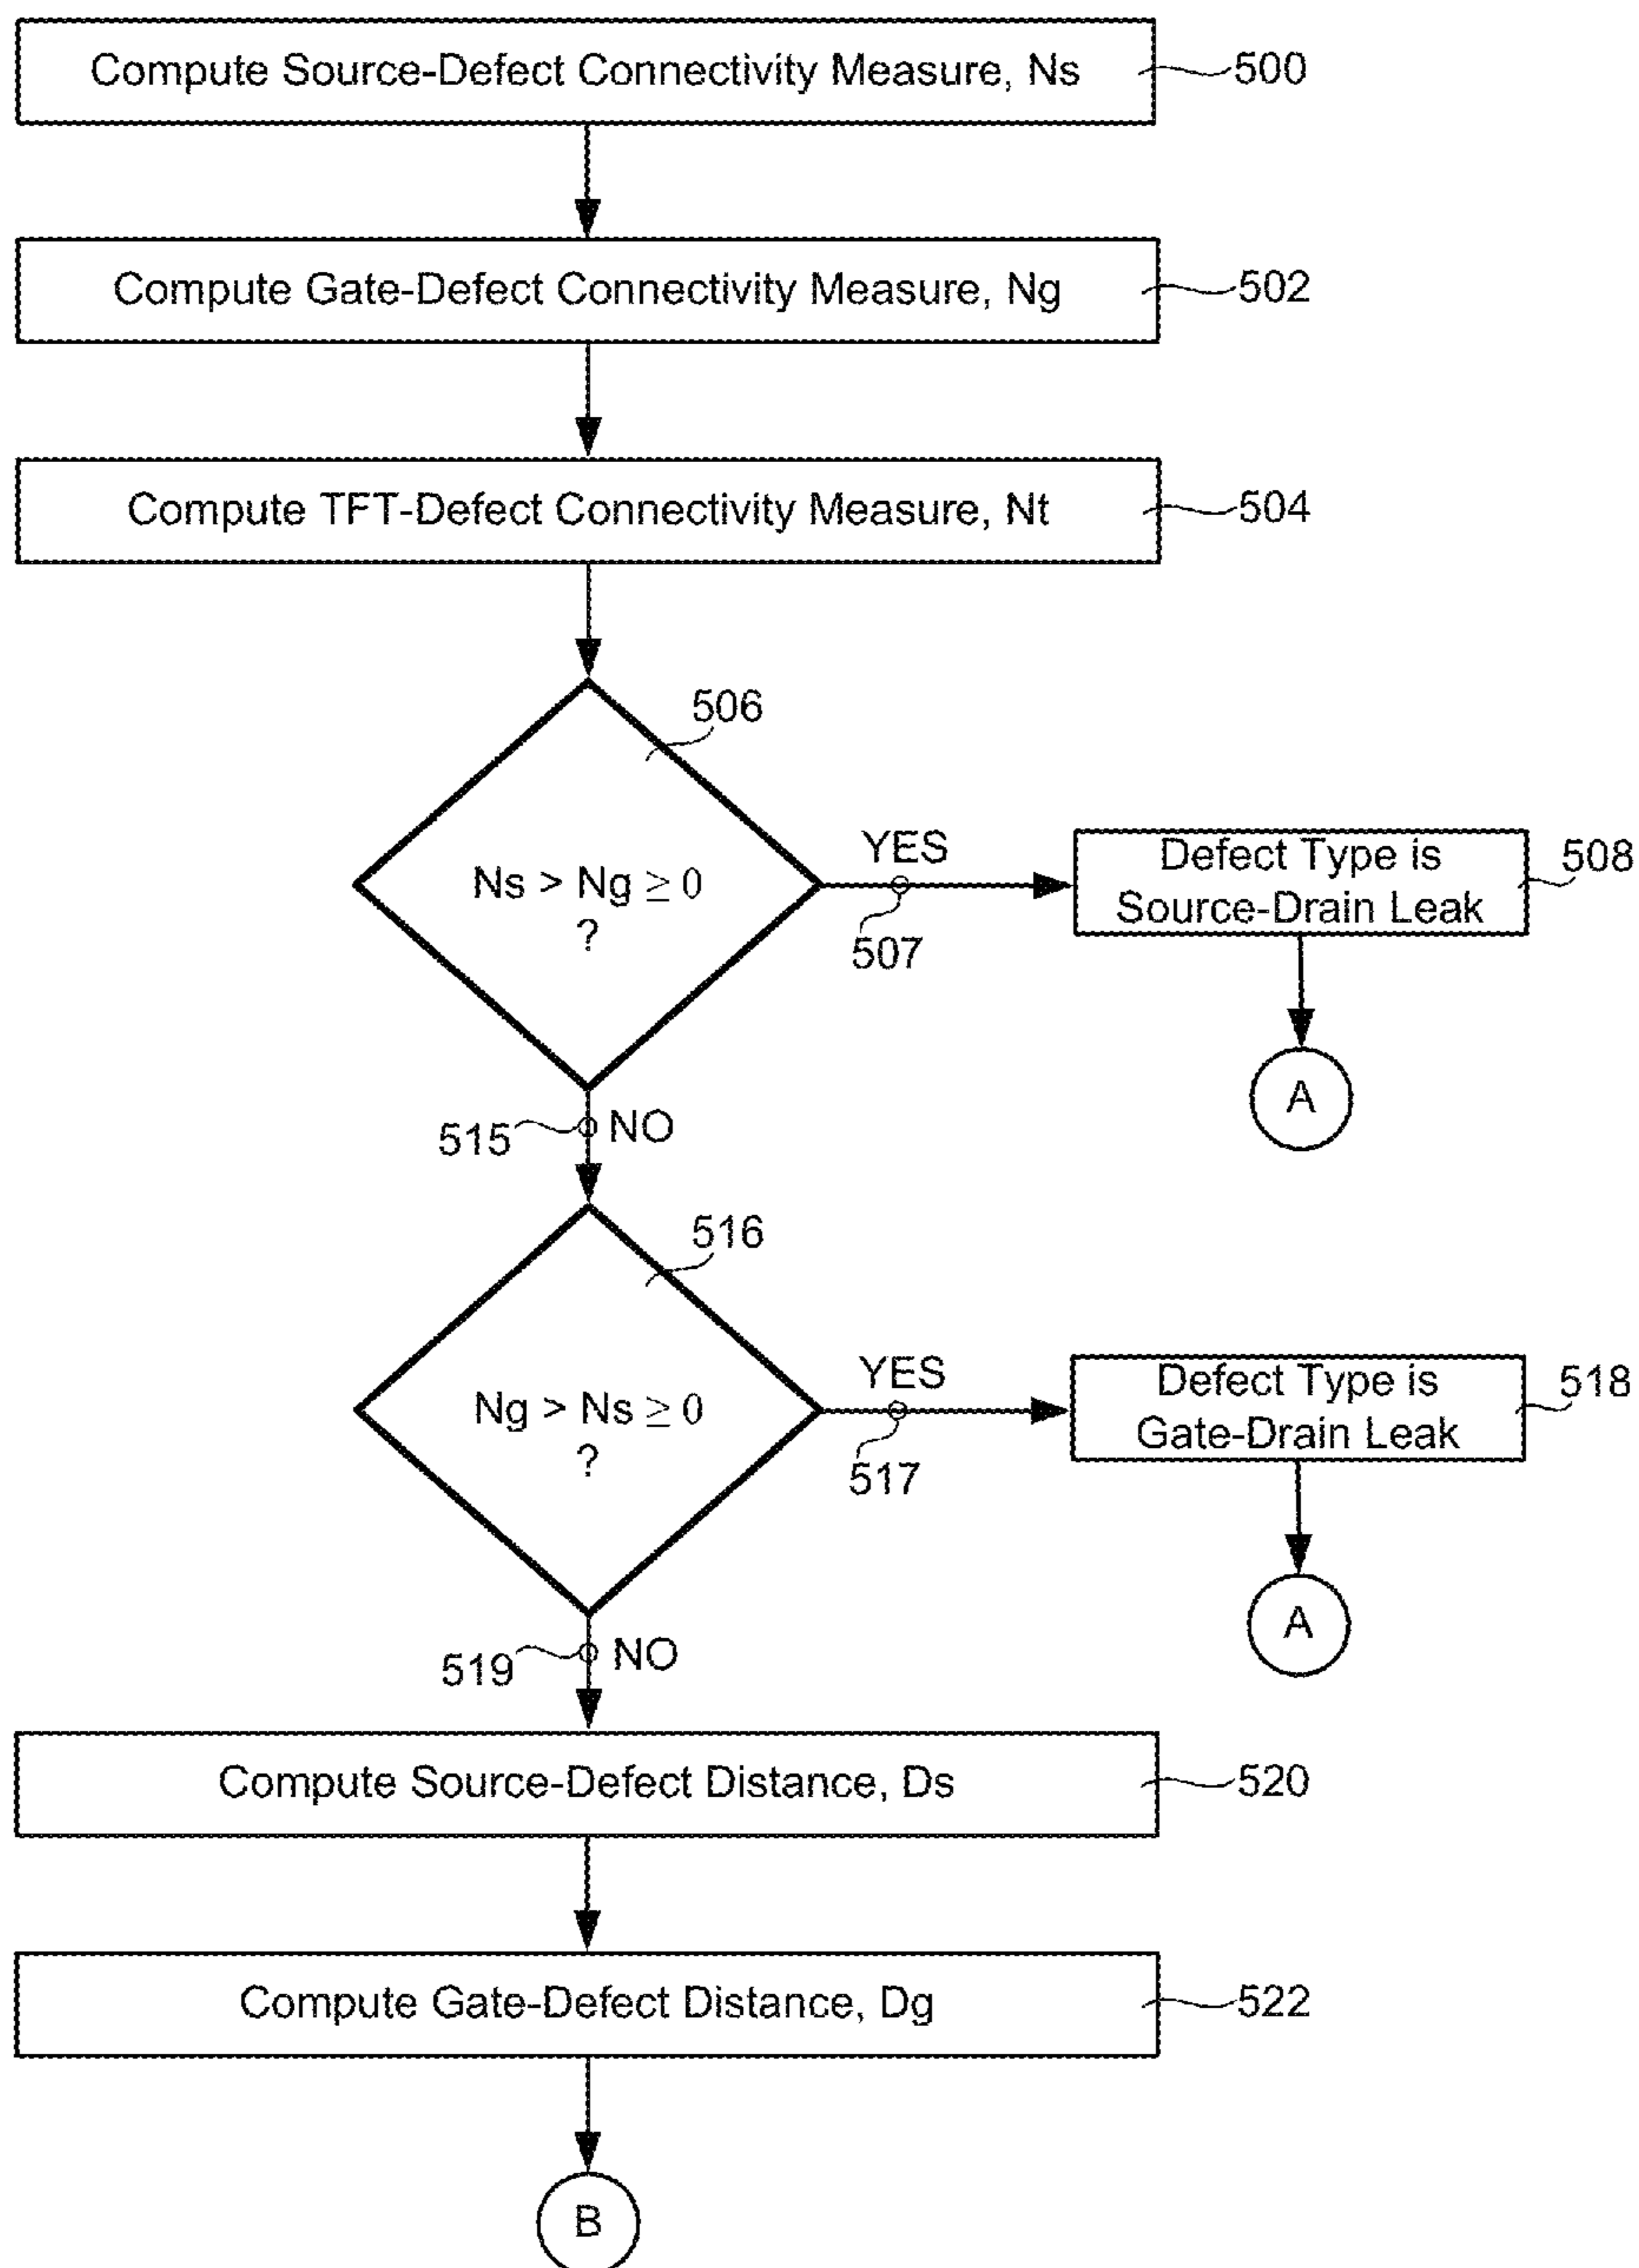 Compute Source-Defect Connectivity Measure, Ns
500
Compute Gate-Defect Connectivity Measure, Ng
502
Compute TFT-Defect Connectivity Measure, Nt
504
506
Ns > Ng ≥ 0
?
YES
507
Defect Type is
Source-Drain Leak
508
A
515
NO
516
Ng > Ns ≥ 0
?
YES
517
Defect Type is
Gate-Drain Leak
518
A
519
NO
Compute Source-Defect Distance, Ds
520
Compute Gate-Defect Distance, Dg
522
B